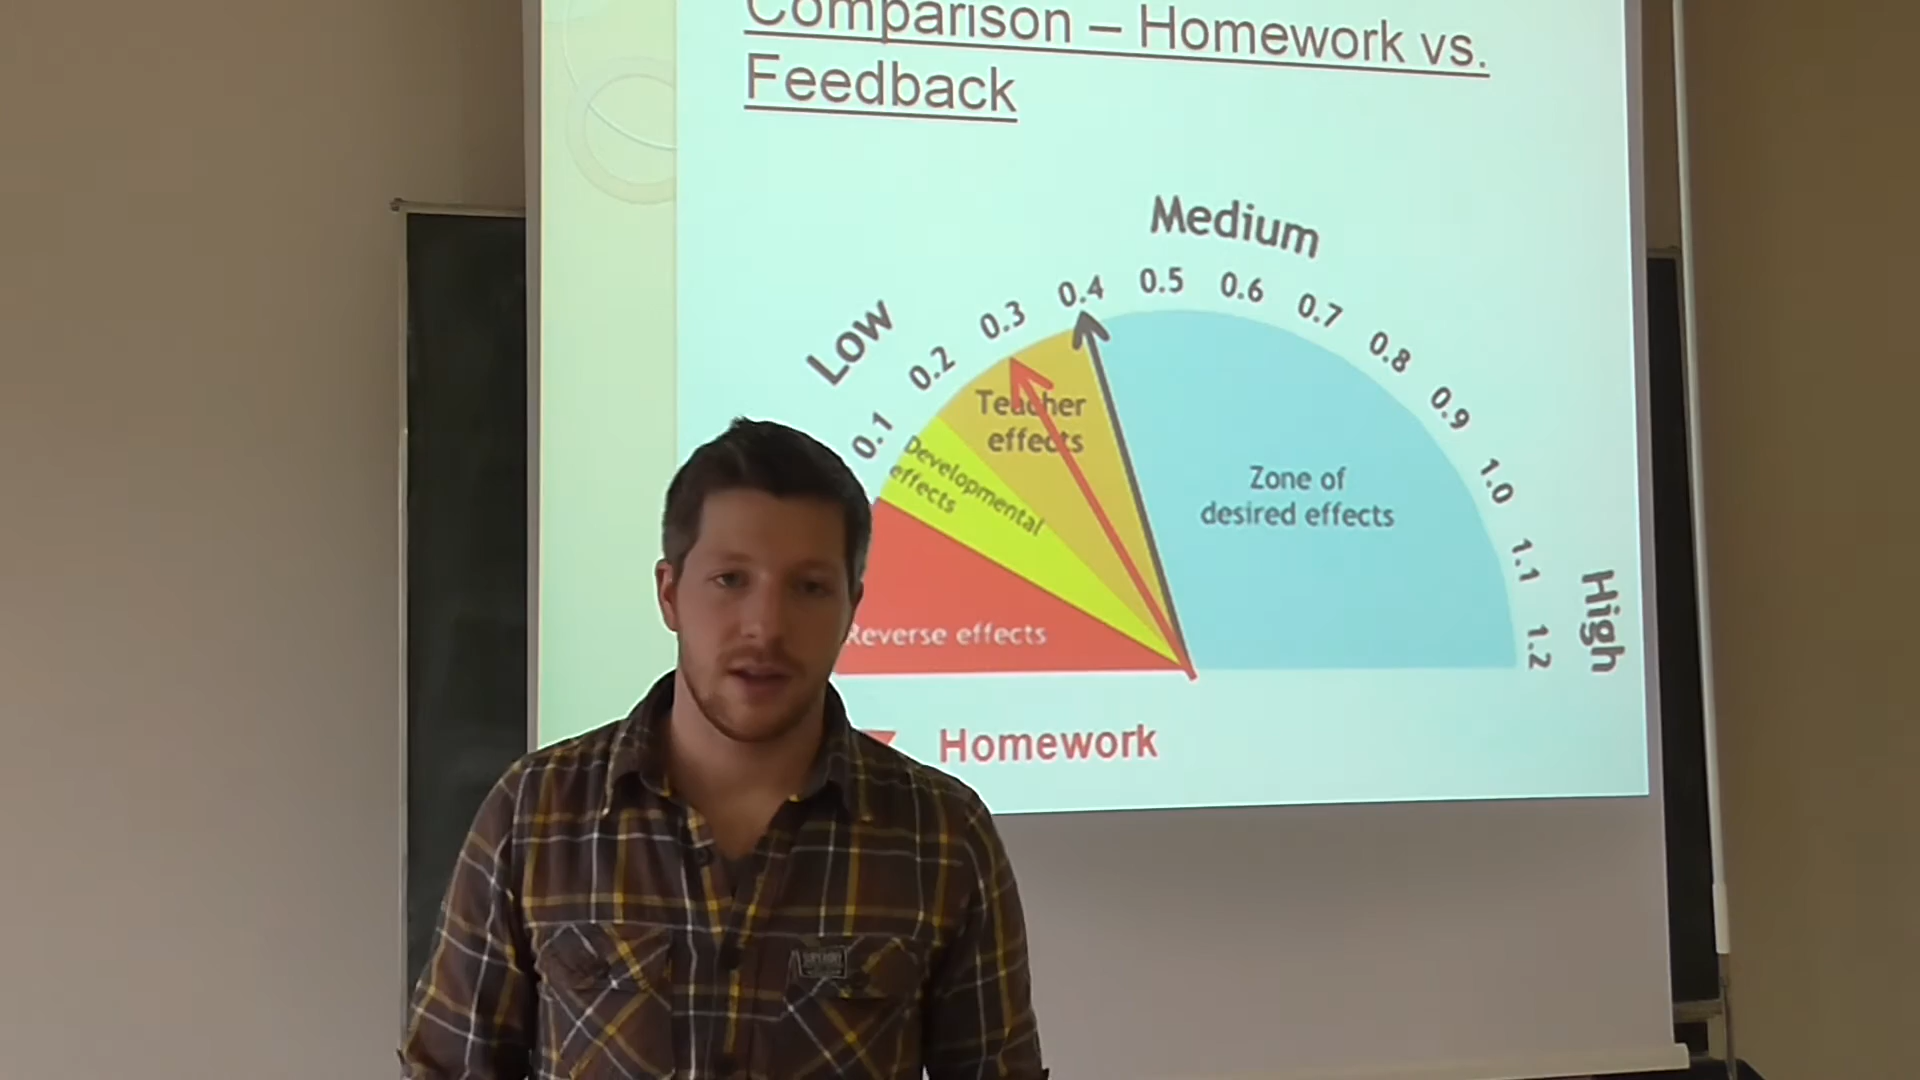 Comparison – Homework vs.
Feedback
Medium
Low
High
0.1
0.2
0.3
0.4
0.5
0.6
0.7
0.8
0.9
1.0
1.1
1.2
Teacher
effects
Developmental
effects
Zone of
desired effects
Reverse effects
Homework